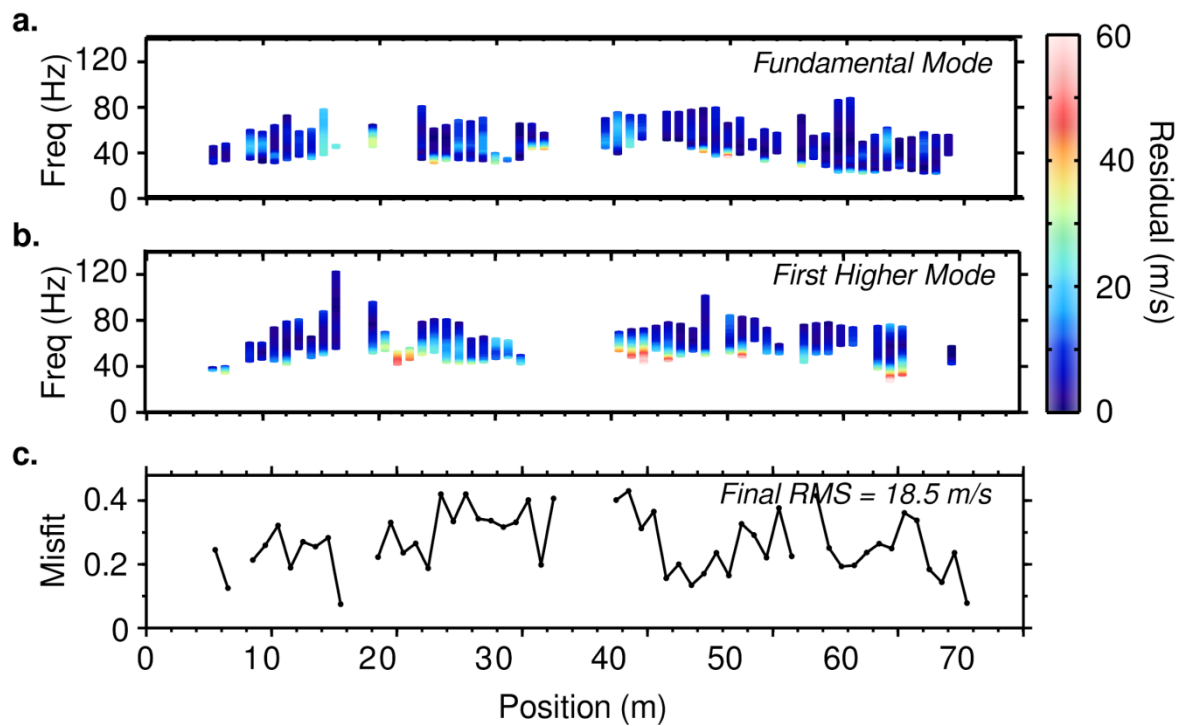 a.
Fundamental Mode
Freq (Hz)
120
80
40
0
b.
First Higher Mode
Freq (Hz)
120
80
40
0
60
40
20
0
Residual (m/s)
c.
Final RMS = 18.5 m/s
Misfit
0.4
0.2
0
0 10 20 30 40 50 60 70
Position (m)